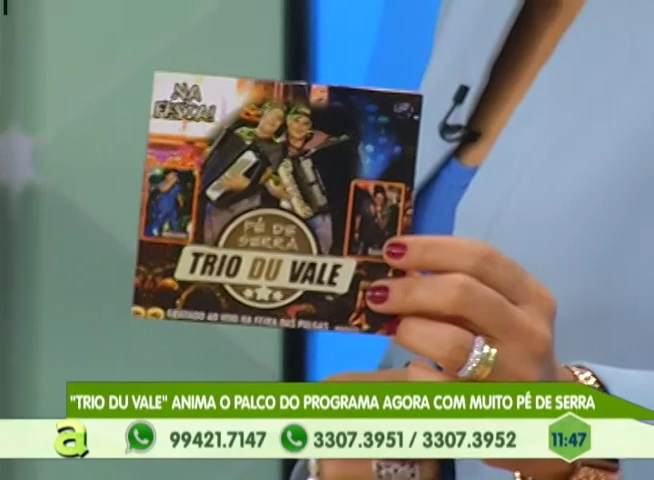 NA
FESTA!
PÉ DE
SERRA
TRIO DU VALE
GRAVADO AO VIVO NA FEIRA DAS PULGAS
"TRIO DU VALE" ANIMA O PALCO DO PROGRAMA AGORA COM MUITO PÉ DE SERRA
a 99421.7147 3307.3951 / 3307.3952 11:47